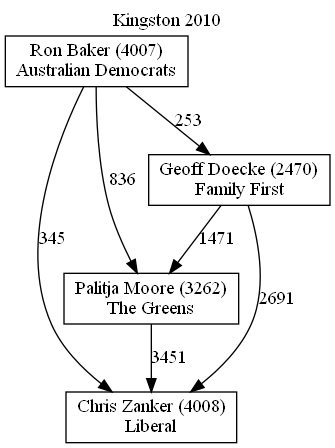 Kingston 2010
Ron Baker (4007)
Australian Democrats
253
Geoff Doecke (2470)
Family First
836
345
1471
2691
Palitja Moore (3262)
The Greens
3451
Chris Zanker (4008)
Liberal